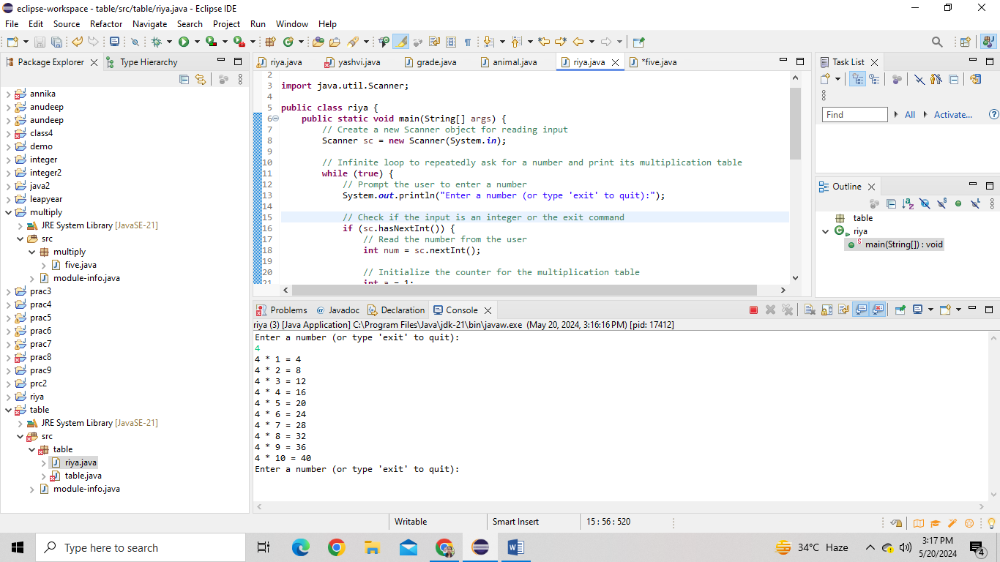 eclipse-workspace - table/src/table/riya.java - Eclipse IDE
File Edit Source Refactor Navigate Search Project Run Window Help
Package Explorer Type Hierarchy
annika
anudeep
aundeep
class4
demo
integer
integer2
java2
leapyear
multiply
JRE System Library [JavaSE-21]
src
multiply
five.java
module-info.java
prac3
prac4
prac5
prac6
prac7
prac8
prac9
prc2
riya
table
JRE System Library [JavaSE-21]
src
table
riya.java
table.java
module-info.java
riya.java yashvi.java grade.java animal.java riya.java *five.java
2
3 import java.util.Scanner;
4
5 public class riya {
6 public static void main(String[] args) {
7 // Create a new Scanner object for reading input
8 Scanner sc = new Scanner(System.in);
9
10 // Infinite loop to repeatedly ask for a number and print its multiplication table
11 while (true) {
12 // Prompt the user to enter a number
13 System.out.println("Enter a number (or type 'exit' to quit):");
14
15 // Check if the input is an integer or the exit command
16 if (sc.hasNextInt()) {
17 // Read the number from the user
18 int num = sc.nextInt();
19
20 // Initialize the counter for the multiplication table
21 int a = 1;
Task List
Find All Activate...
Outline
table
riya
main(String[]) : void
Problems Javadoc Declaration Console
riya (3) [Java Application] C:\Program Files\Java\jdk-21\bin\javaw.exe (May 20, 2024, 3:16:16 PM) [pid: 17412]
Enter a number (or type 'exit' to quit):
4
4 * 1 = 4
4 * 2 = 8
4 * 3 = 12
4 * 4 = 16
4 * 5 = 20
4 * 6 = 24
4 * 7 = 28
4 * 8 = 32
4 * 9 = 36
4 * 10 = 40
Enter a number (or type 'exit' to quit):
Writable Smart Insert 15 : 56 : 520
Type here to search
34°C Haze
3:17 PM
5/20/2024
4